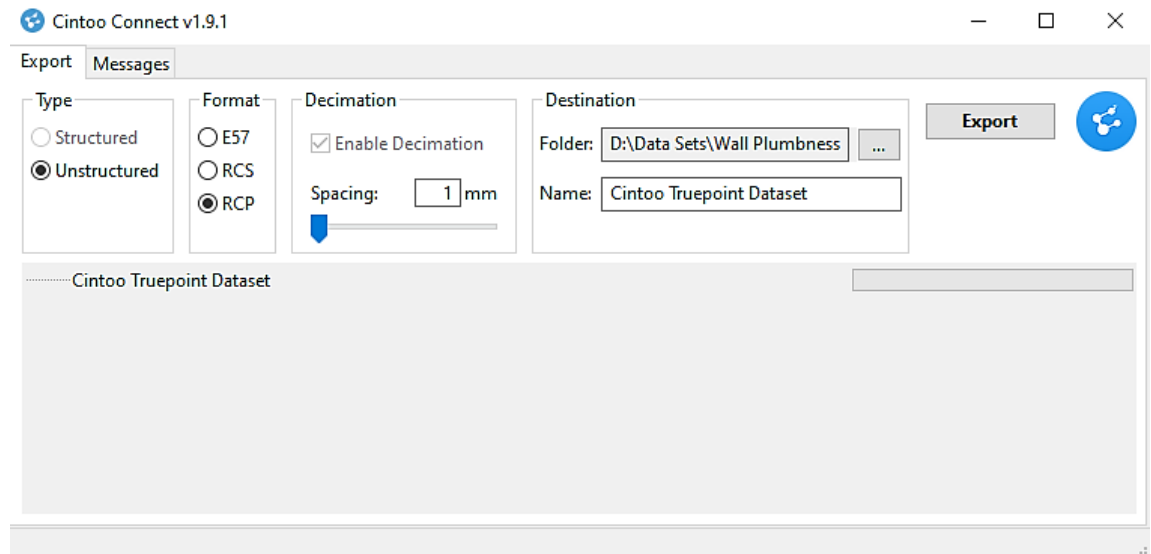 Cintoo Connect v1.9.1
Export Messages
Type Format Decimation Destination
Structured E57 Enable Decimation Folder: D:\Data Sets\Wall Plumbness ... Export
Unstructured RCS
Spacing: 1 mm Name: Cintoo Truepoint Dataset
RCP
Cintoo Truepoint Dataset